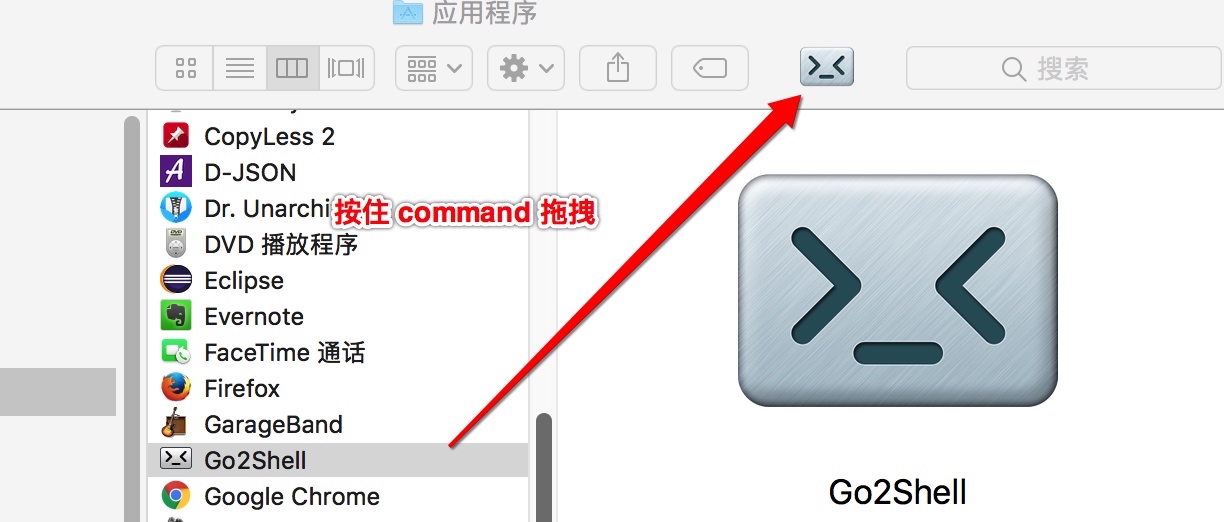 应用程序
搜索
CopyLess 2
D-JSON
Dr. Unarchi
按住 command 拖拽
DVD 播放程序
Eclipse
Evernote
FaceTime 通话
Firefox
GarageBand
Go2Shell
Google Chrome
Go2Shell